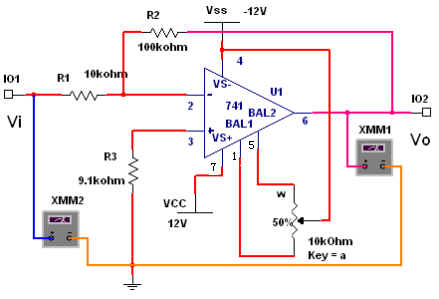 Vss -12V
R2
100kohm
4
IO1
R1
10kohm
VS-
U1
IO2
2
741
BAL2
6
Vi
BAL1
3
VS+
XMM1
Vo
R3
7
1
5
9.1kohm
W
XMM2
VCC
12V
50%
10kOhm
Key = a